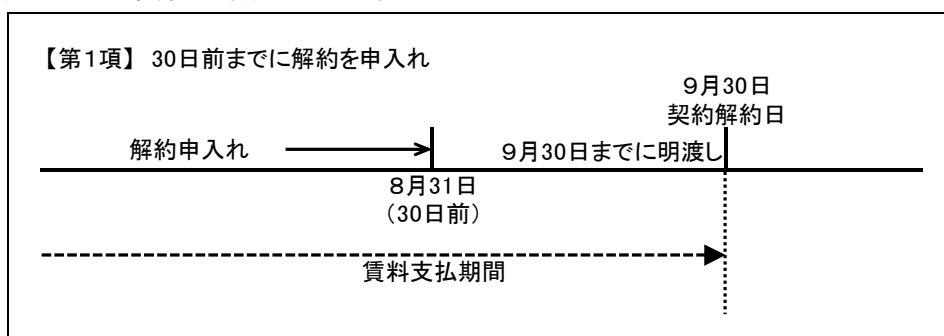 【第１項】 30日前までに解約を申入れ
９月30日
契約解約日
解約申入れ
９月30日までに明渡し
８月31日
（30日前）
賃料支払期間